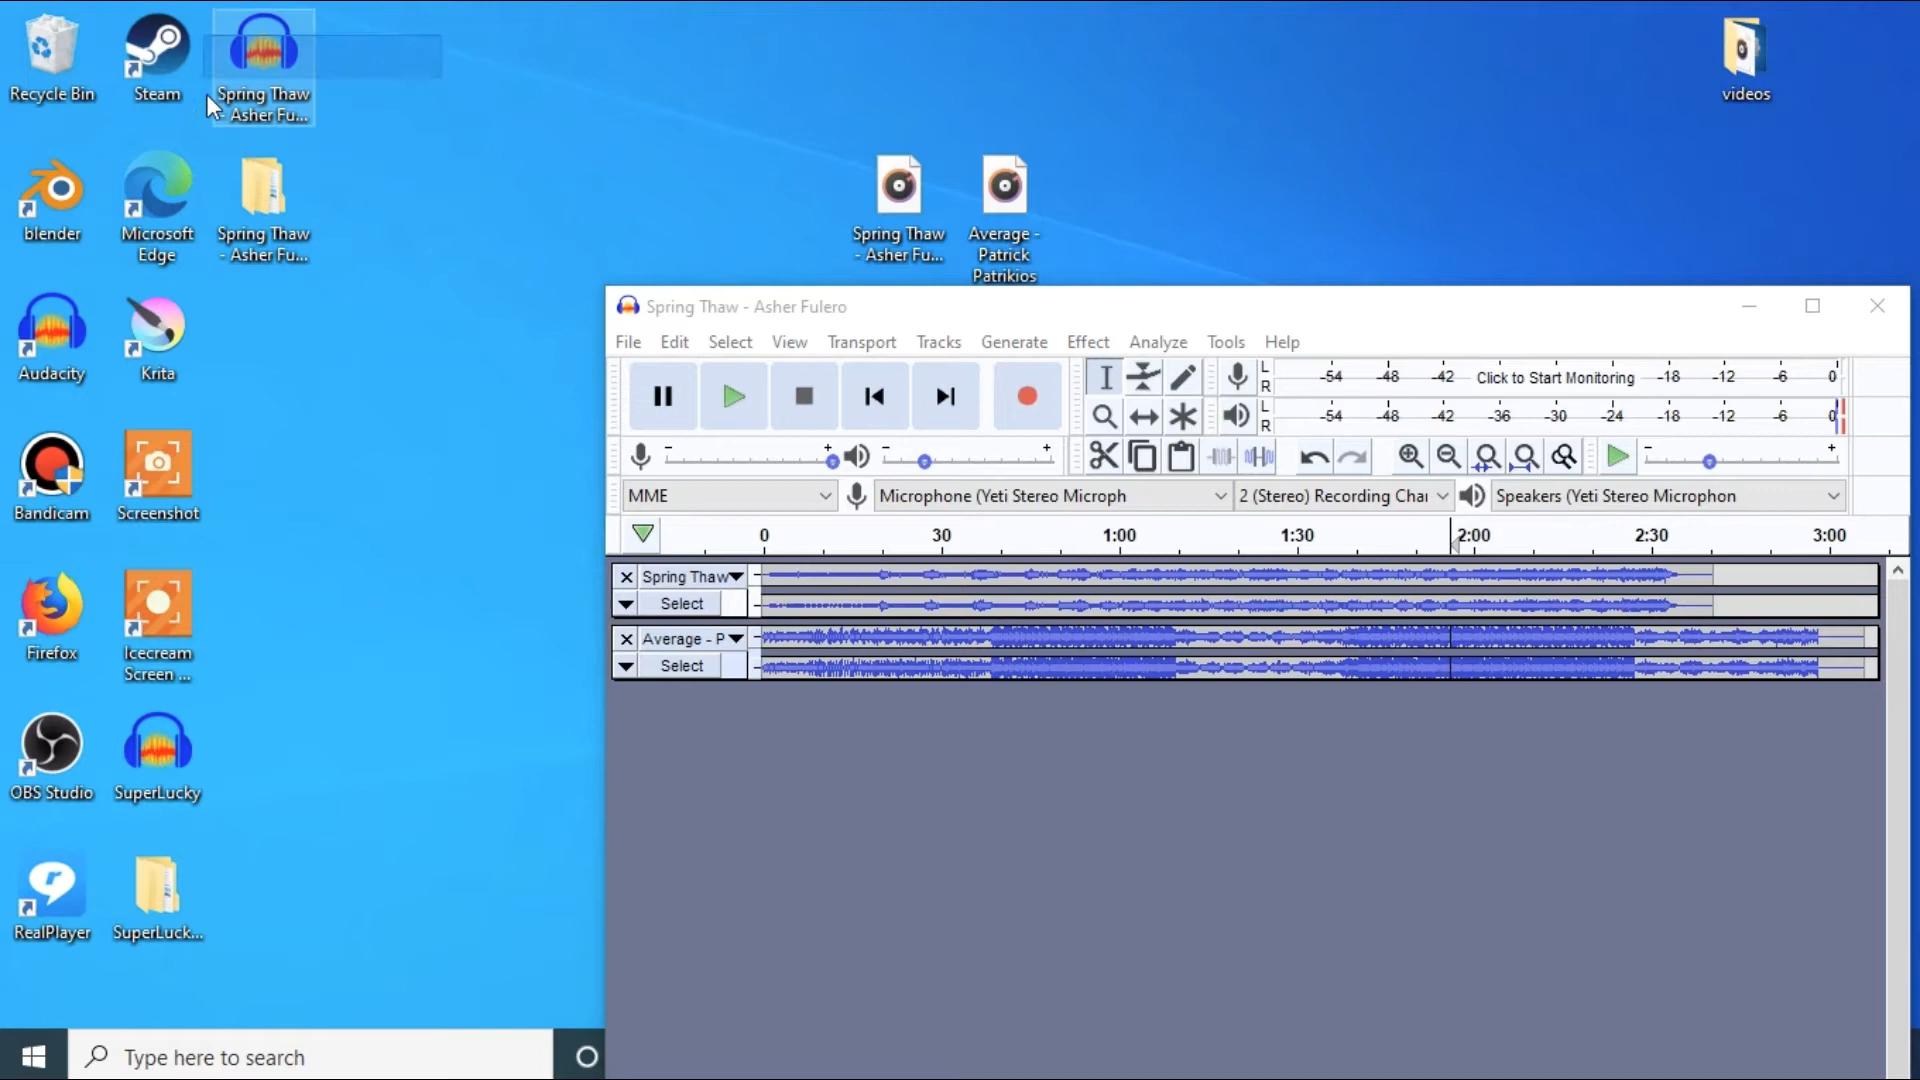 Recycle Bin
Steam
Spring Thaw
- Asher Fu...
videos
blender
Microsoft
Edge
Spring Thaw
- Asher Fu...
Spring Thaw
- Asher Fu...
Average -
Patrick
Patrikios
Audacity
Krita
Bandicam
Screenshot
Firefox
Icecream
Screen ...
OBS Studio
SuperLucky
RealPlayer
SuperLuck...
Type here to search
Spring Thaw - Asher Fulero
File Edit Select View Transport Tracks Generate Effect Analyze Tools Help
L
R
-54 -48 -42 Click to Start Monitoring -18 -12 -6 0
L
R
-54 -48 -42 -36 -30 -24 -18 -12 -6 0
- + - + - +
MME Microphone (Yeti Stereo Microph 2 (Stereo) Recording Chai Speakers (Yeti Stereo Microphon
0 30 1:00 1:30 2:00 2:30 3:00
Spring Thaw
Select
Average - P
Select